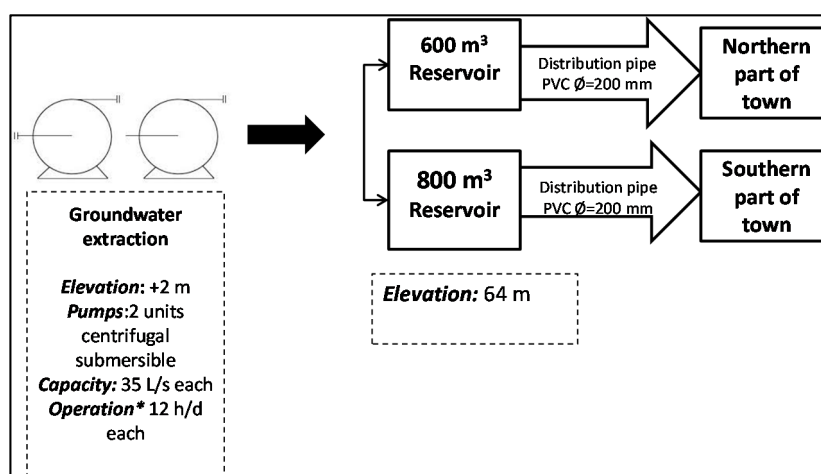 600 m³
Reservoir
Distribution pipe
PVC Ø=200 mm
Northern
part of
town
800 m³
Reservoir
Distribution pipe
PVC Ø=200 mm
Southern
part of
town
Groundwater
extraction
Elevation: +2 m
Pumps:2 units
centrifugal
submersible
Capacity: 35 L/s each
Operation* 12 h/d
each
Elevation: 64 m